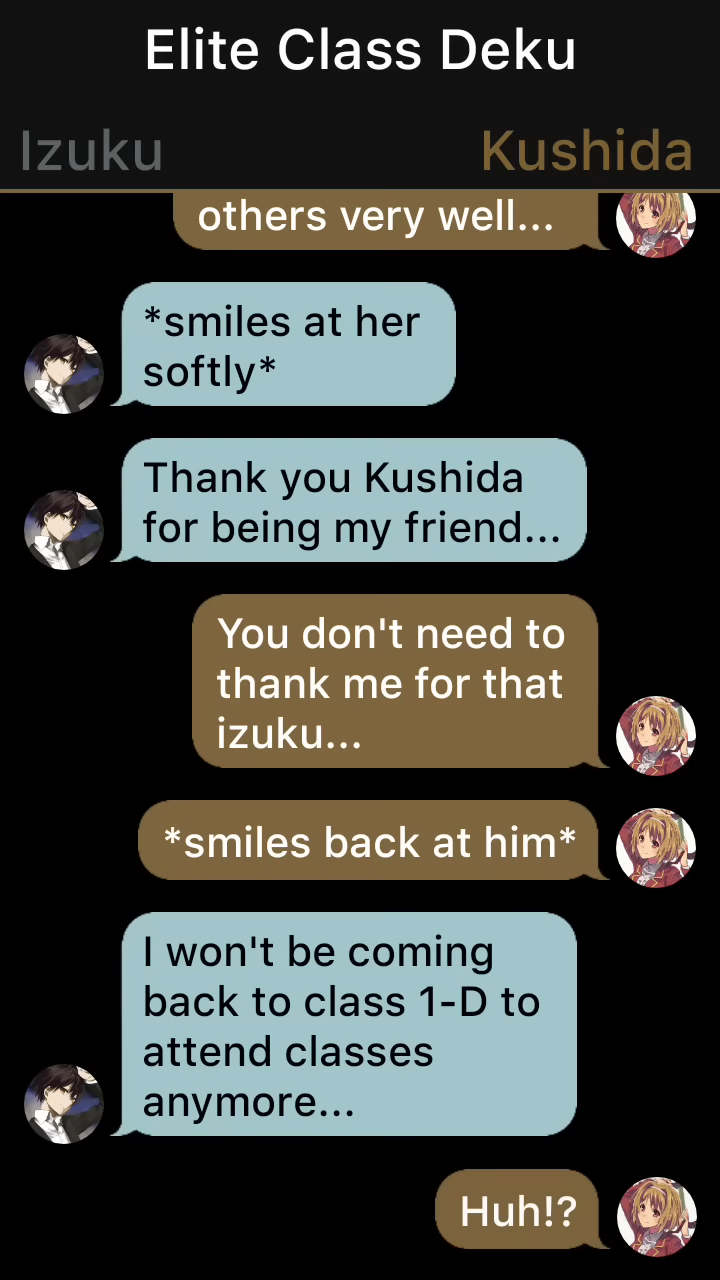 Elite Class Deku
Izuku
Kushida
others very well...
*smiles at her
softly*
Thank you Kushida
for being my friend...
You don't need to
thank me for that
izuku...
*smiles back at him*
I won't be coming
back to class 1-D to
attend classes
anymore...
Huh!?